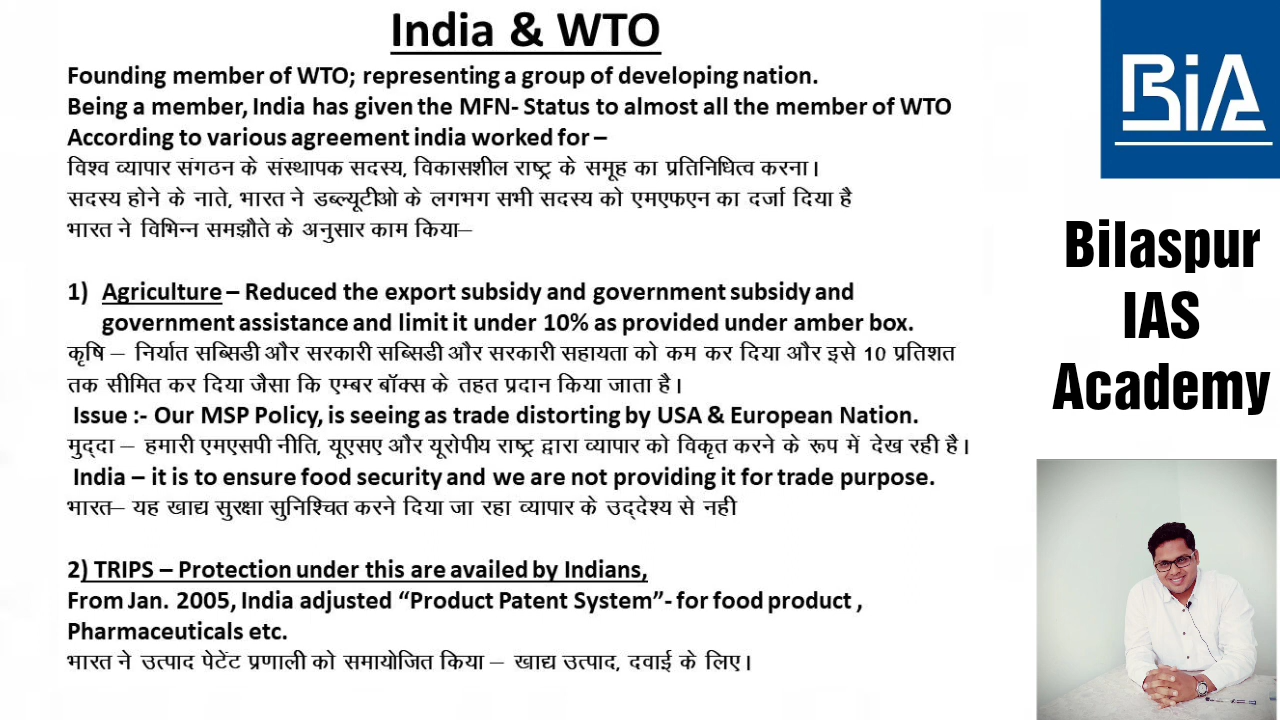 India & WTO
Founding member of WTO; representing a group of developing nation.
Being a member, India has given the MFN- Status to almost all the member of WTO
According to various agreement india worked for –
विश्व व्यापार संगठन के संस्थापक सदस्य, विकासशील राष्ट्र के समूह का प्रतिनिधित्व करना।
सदस्य होने के नाते, भारत ने डब्ल्यूटीओ के लगभग सभी सदस्य को एमएफएन का दर्जा दिया है
भारत ने विभिन्न समझौते के अनुसार काम किया–
1) Agriculture – Reduced the export subsidy and government subsidy and
government assistance and limit it under 10% as provided under amber box.
कृषि – निर्यात सब्सिडी और सरकारी सब्सिडी और सरकारी सहायता को कम कर दिया और इसे 10 प्रतिशत
तक सीमित कर दिया जैसा कि एम्बर बॉक्स के तहत प्रदान किया जाता है।
Issue :- Our MSP Policy, is seeing as trade distorting by USA & European Nation.
मुद्दा – हमारी एमएसपी नीति, यूएसए और यूरोपीय राष्ट्र द्वारा व्यापार को विकृत करने के रूप में देख रही है।
India – it is to ensure food security and we are not providing it for trade purpose.
भारत– यह खाद्य सुरक्षा सुनिश्चित करने दिया जा रहा व्यापार के उद्देश्य से नही
2) TRIPS – Protection under this are availed by Indians,
From Jan. 2005, India adjusted “Product Patent System”- for food product ,
Pharmaceuticals etc.
भारत ने उत्पाद पेटेंट प्रणाली को समायोजित किया – खाद्य उत्पाद, दवाई के लिए।
BiA
Bilaspur
IAS
Academy